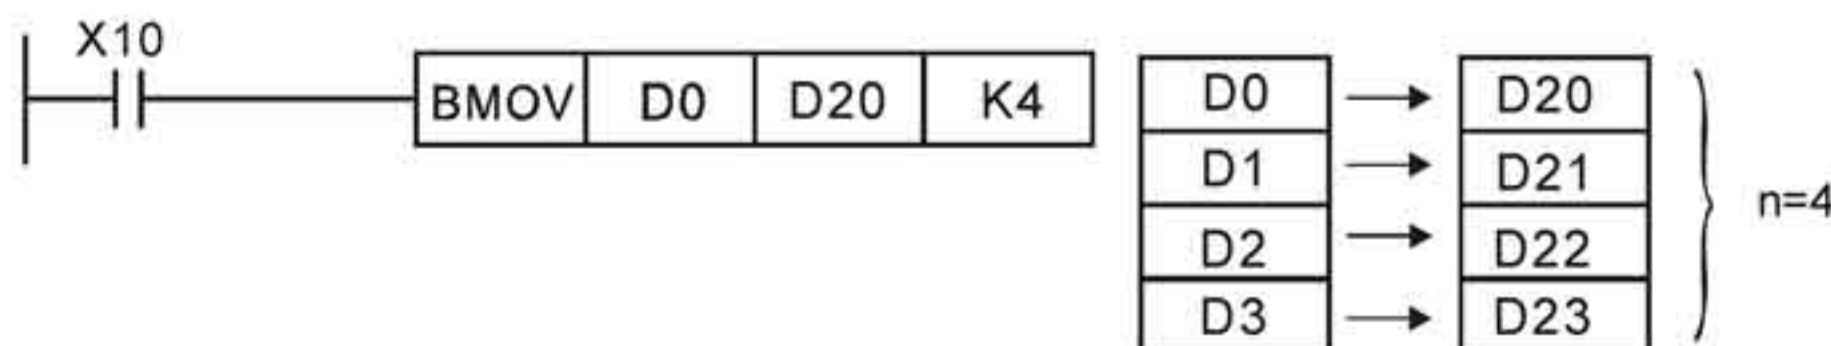 X10
BMOV D0 D20 K4
D0 D20
D1 D21
D2 D22
D3 D23
n=4